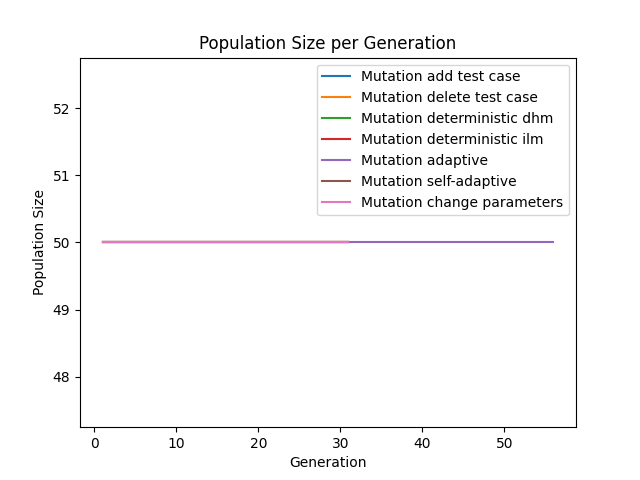 Population Size per Generation
Mutation add test case
Mutation delete test case
Mutation deterministic dhm
Mutation deterministic ilm
Mutation adaptive
Mutation self-adaptive
Mutation change parameters
Population Size
52
51
50
49
48
0 10 20 30 40 50
Generation